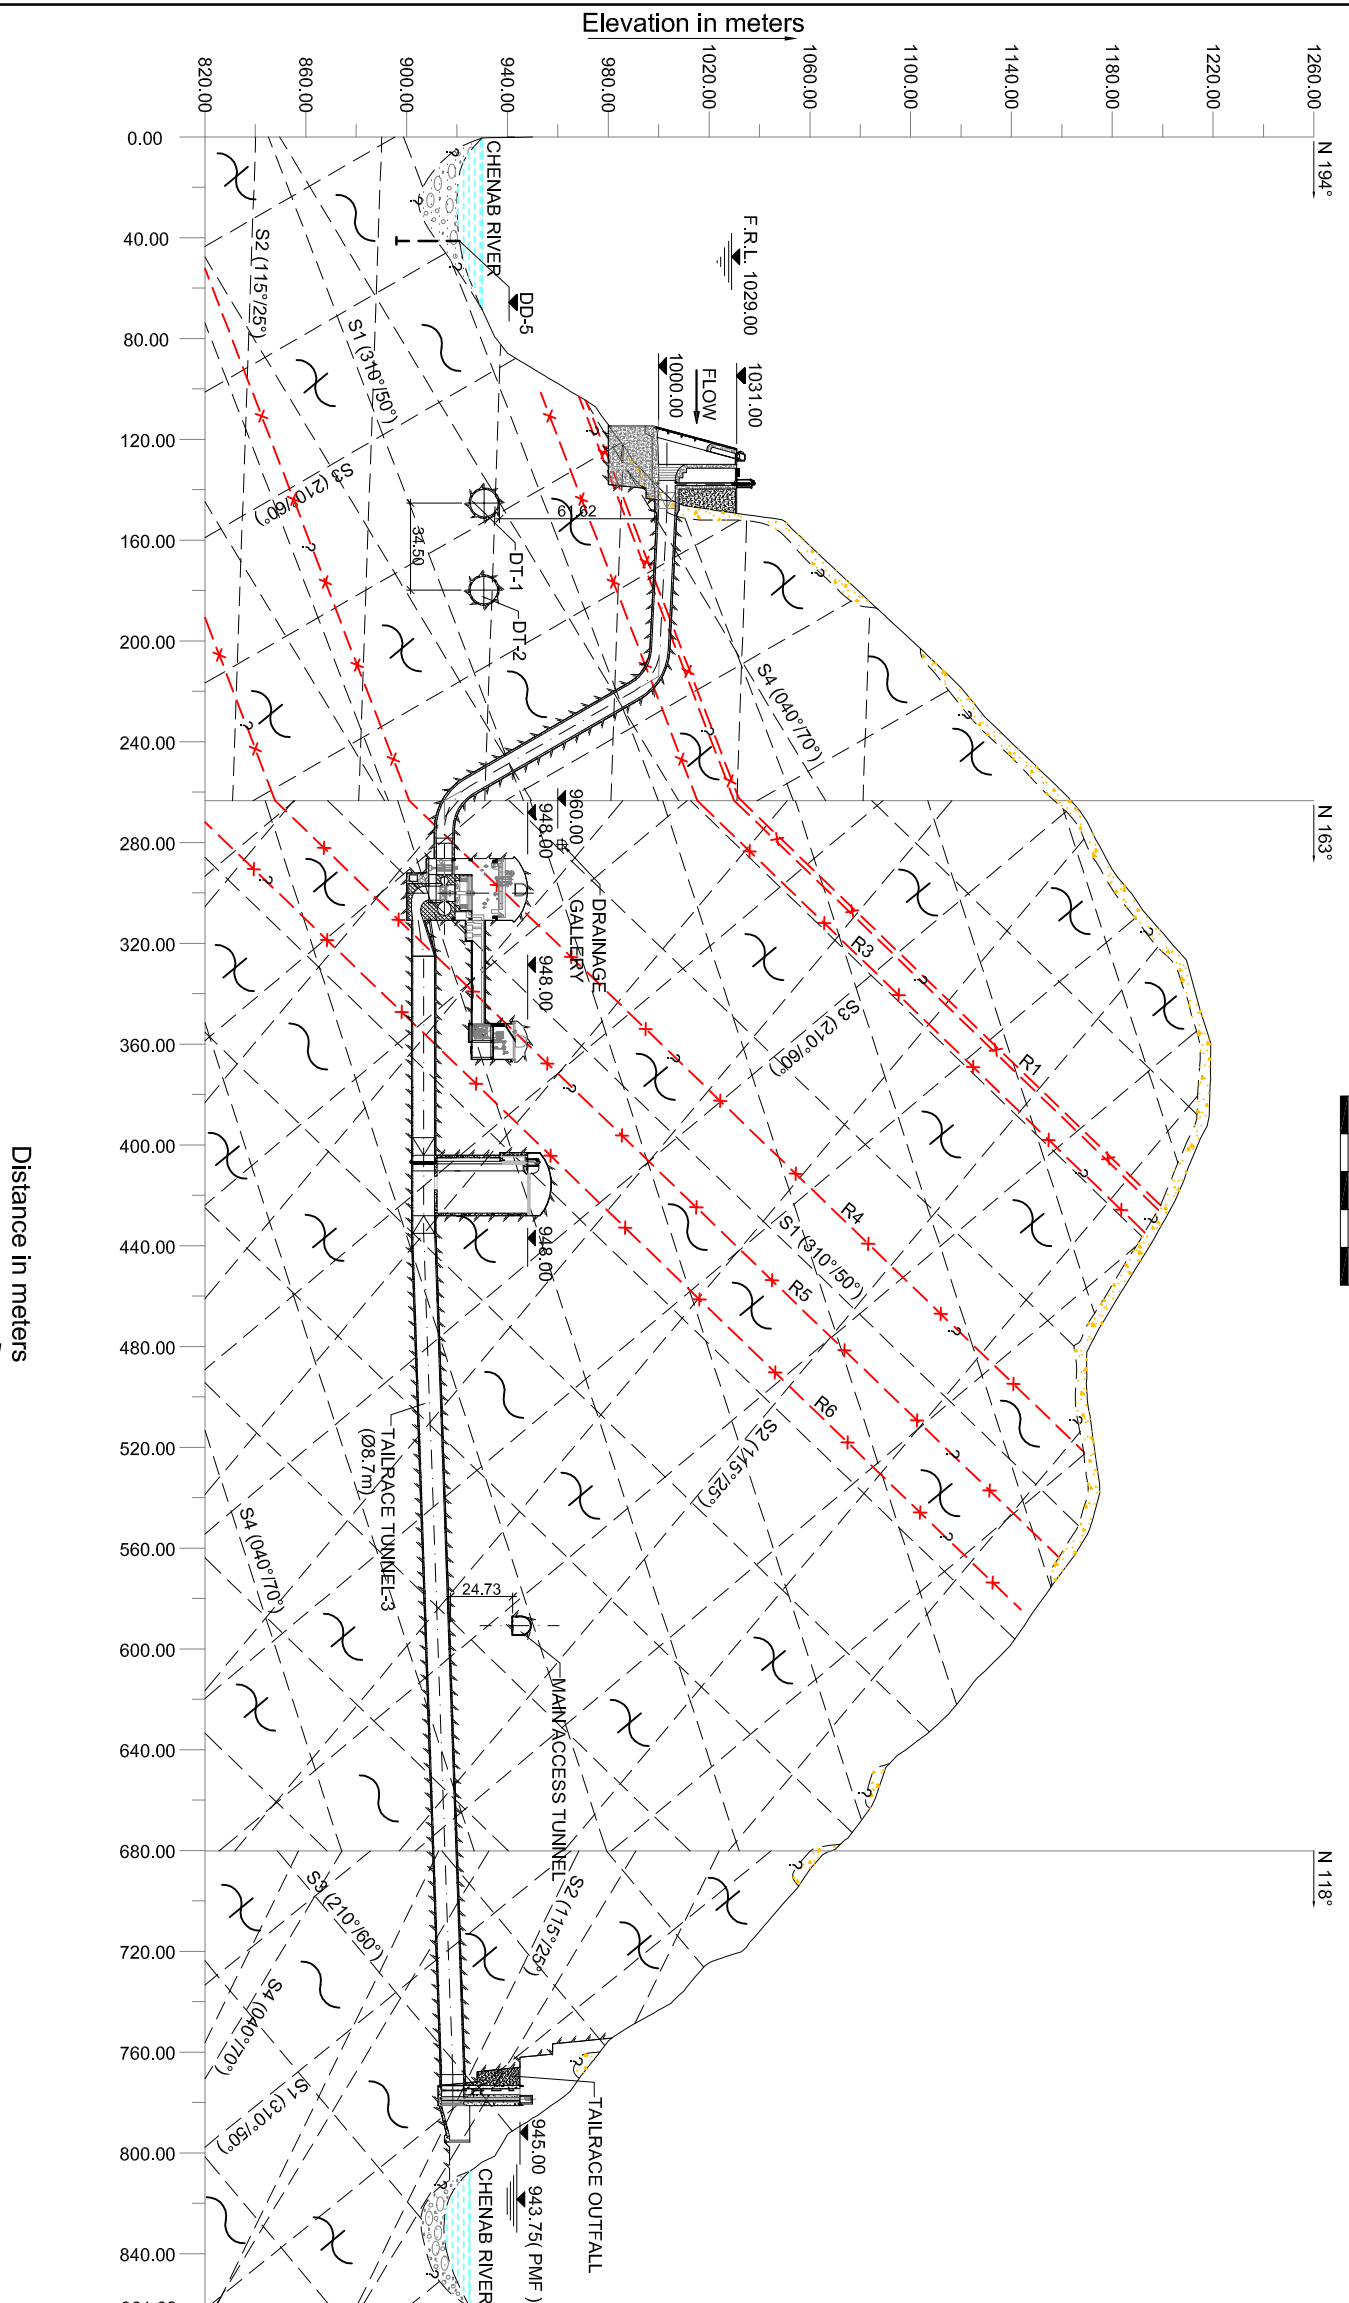 Elevation in meters
820.00
860.00
900.00
940.00
980.00
1020.00
1060.00
1100.00
1140.00
1180.00
1220.00
1260.00
N 194°
N 163°
N 118°
0.00
40.00
80.00
120.00
160.00
200.00
240.00
280.00
320.00
360.00
400.00
440.00
480.00
520.00
560.00
600.00
640.00
680.00
720.00
760.00
800.00
840.00
Distance in meters
CHENAB RIVER
DD-5
F.R.L. 1029.00
1031.00
FLOW
1000.00
S2 (115°/25°)
S1 (310°/50°)
S3 (210°/60°)
61.62
34.50
DT-1
DT-2
S4 (040°/70°)
960.00
948.00
DRAINAGE
GALLERY
948.00
948.00
R3
R1
S3 (210°/60°)
R4
S1 (310°/50°)
R5
R6
S2 (115°/25°)
TAILRACE TUNNEL-3
(Ø8.7m)
S4 (040°/70°)
24.73
MAIN ACCESS TUNNEL
S3 (210°/60°)
S2 (115°/25°
S4 (040°/70°)
S1 (310°/50°)
TAILRACE OUTFALL
945.00
943.75( PMF )
CHENAB RIVER